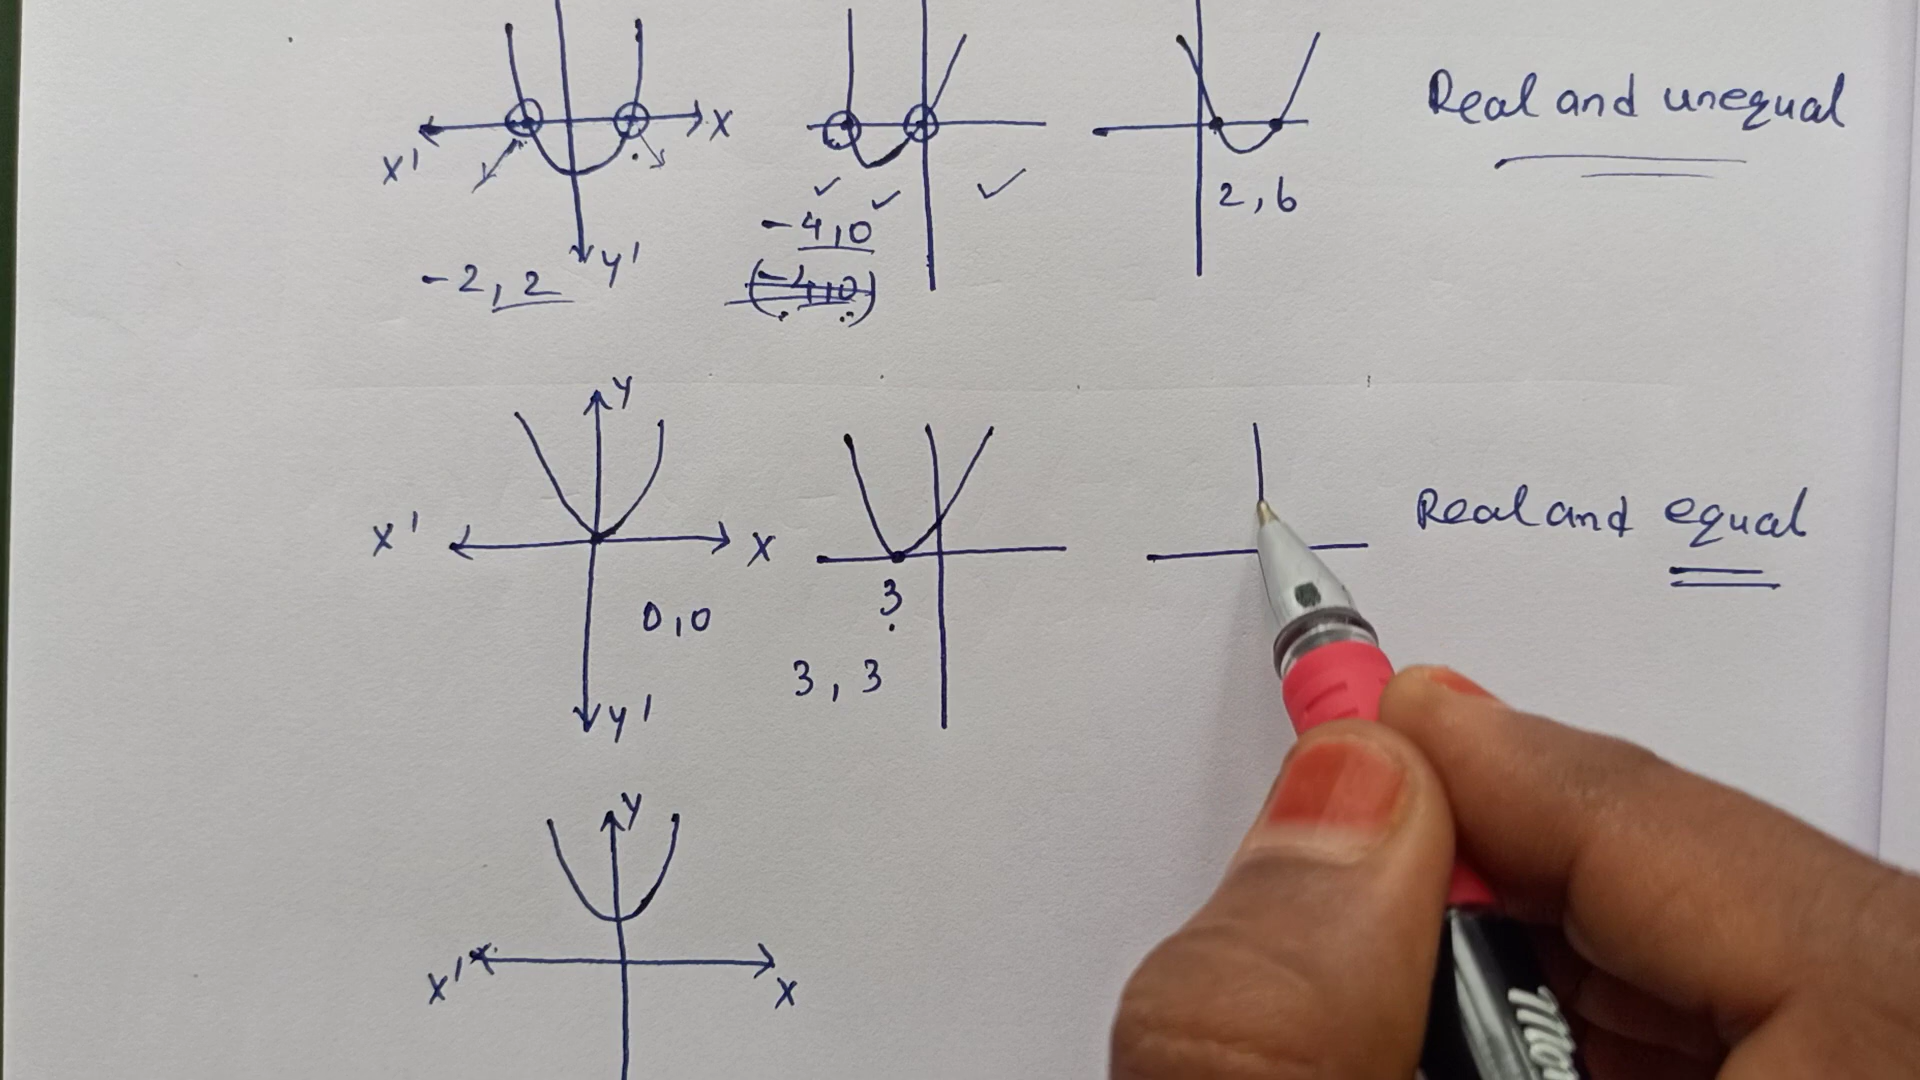 X' X
Y'
-2, 2
-4,0
2, 6
Real and unequal
Y
X' X
0,0
Y'
3
3, 3
Real and equal
Y
X' X